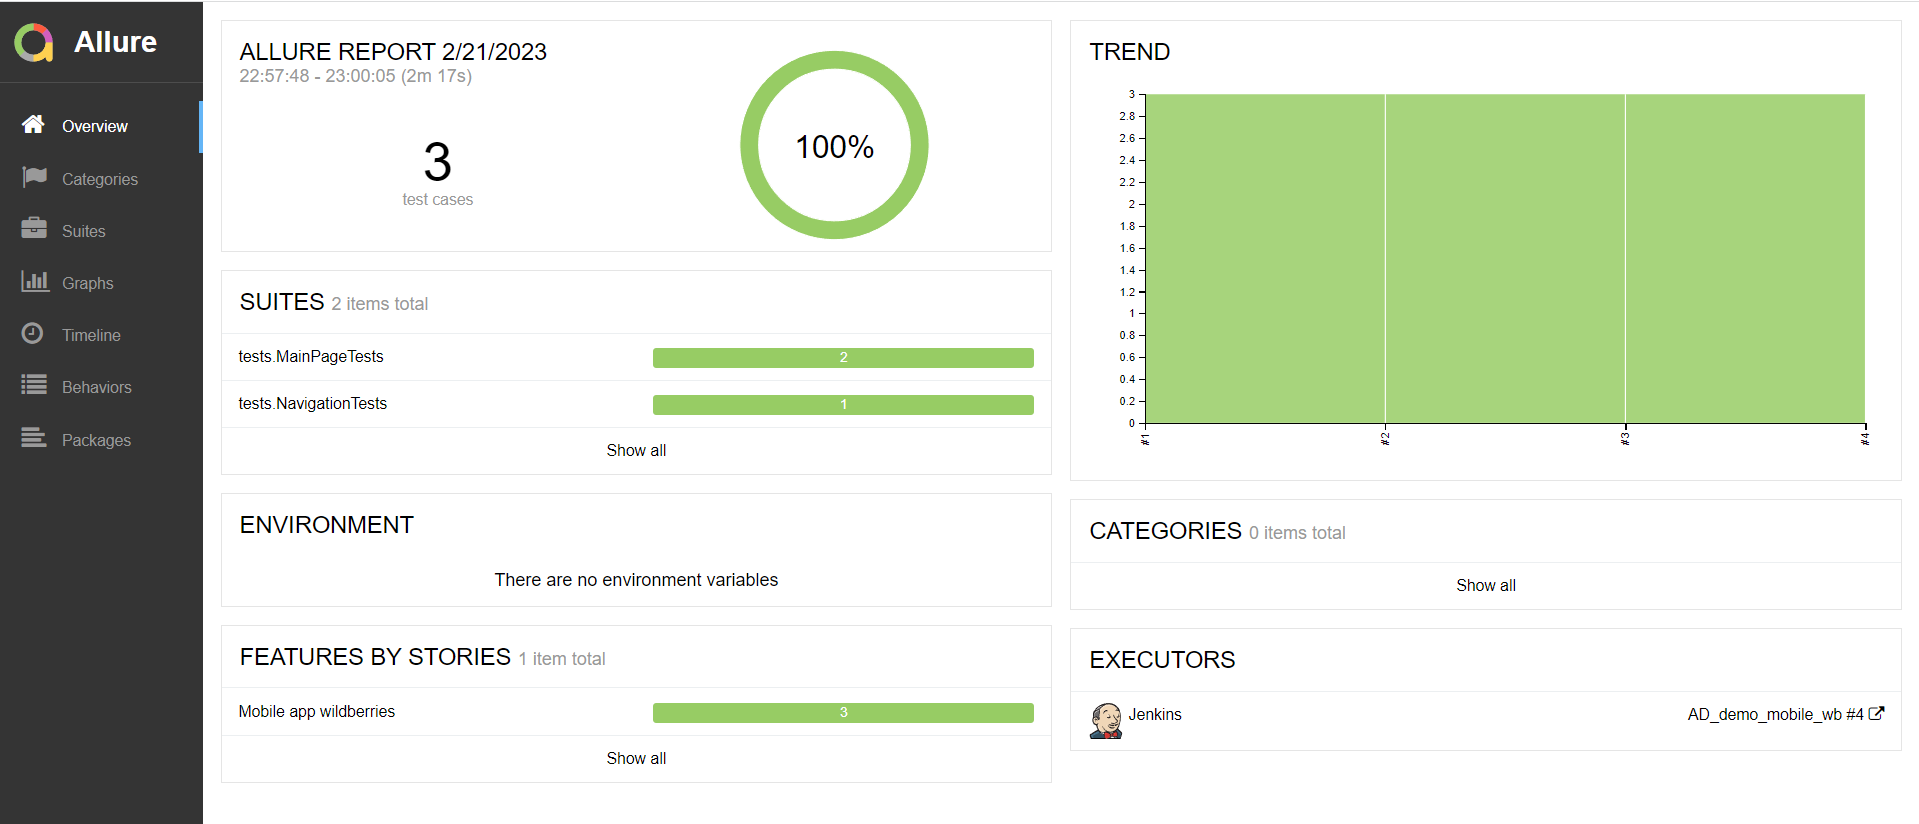 Allure
Overview
Categories
Suites
Graphs
Timeline
Behaviors
Packages
ALLURE REPORT 2/21/2023
22:57:48 - 23:00:05 (2m 17s)
3
test cases
100%
SUITES 2 items total
tests.MainPageTests 2
tests.NavigationTests 1
Show all
ENVIRONMENT
There are no environment variables
FEATURES BY STORIES 1 item total
Mobile app wildberries 3
Show all
TREND
3
2.8
2.6
2.4
2.2
2
1.8
1.6
1.4
1.2
1
0.8
0.6
0.4
0.2
0
#1 #2 #3 #4
CATEGORIES 0 items total
Show all
EXECUTORS
Jenkins AD_demo_mobile_wb #4